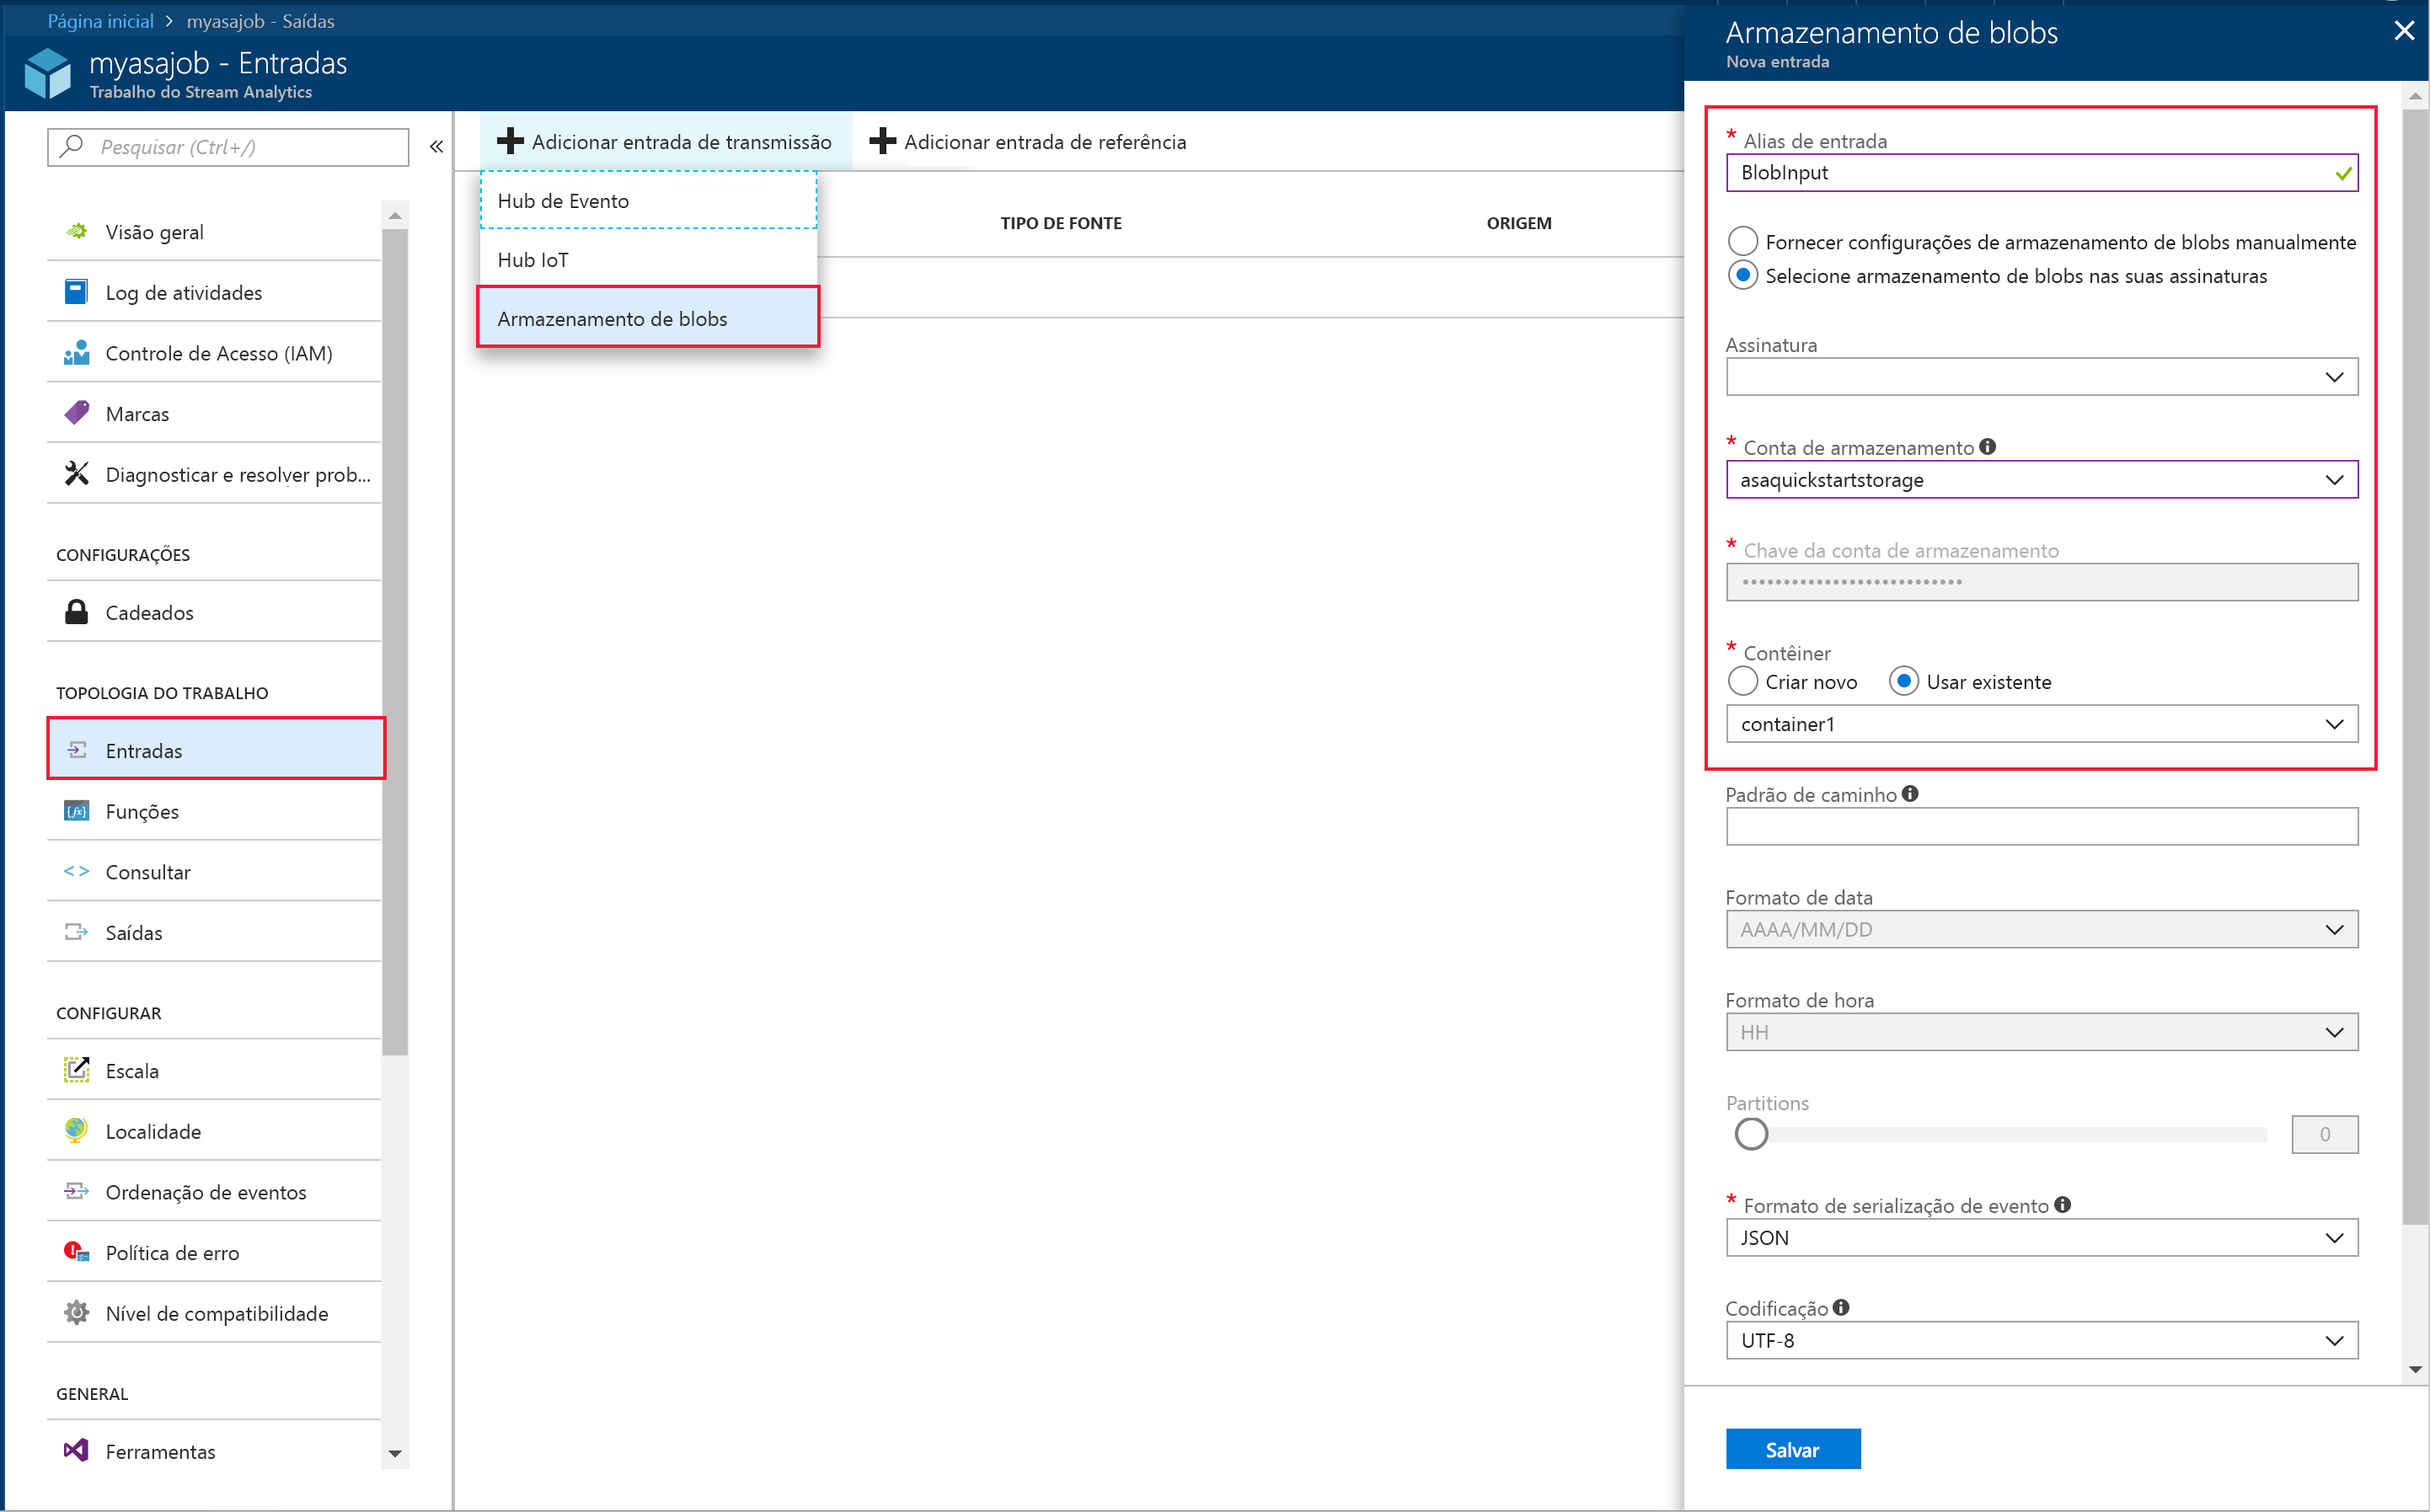 Página inicial > myasajob - Saídas
myasajob - Entradas
Trabalho do Stream Analytics
Pesquisar (Ctrl+/)
«
Visão geral
Log de atividades
Controle de Acesso (IAM)
Marcas
Diagnosticar e resolver prob...
CONFIGURAÇÕES
Cadeados
TOPOLOGIA DO TRABALHO
Entradas
Funções
Consultar
Saídas
CONFIGURAR
Escala
Localidade
Ordenação de eventos
Política de erro
Nível de compatibilidade
GENERAL
Ferramentas
Adicionar entrada de transmissão
Adicionar entrada de referência
Hub de Evento
Hub IoT
Armazenamento de blobs
TIPO DE FONTE
ORIGEM
Armazenamento de blobs
Nova entrada
* Alias de entrada
BlobInput
Fornecer configurações de armazenamento de blobs manualmente
Selecione armazenamento de blobs nas suas assinaturas
Assinatura
* Conta de armazenamento
asaquickstartstorage
* Chave da conta de armazenamento
•••••••••••••••••••••••••••
* Contêiner
Criar novo
Usar existente
container1
Padrão de caminho
Formato de data
AAAA/MM/DD
Formato de hora
HH
Partitions
0
* Formato de serialização de evento
JSON
Codificação
UTF-8
Salvar